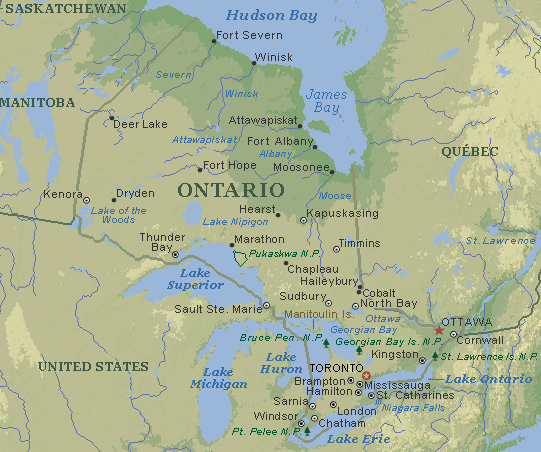 SASKATCHEWAN
Hudson Bay
Fort Severn
Winisk
Severn
Winisk
James
Bay
MANITOBA
Deer Lake
Attawapiskat
Attawapiskat
Fort Albany
Albany
QUÉBEC
Fort Hope
Moosonee
Kenora
Dryden
ONTARIO
Moose
Lake of the
Woods
Lake Nipigon
Hearst
Kapuskasing
Thunder
Bay
Marathon
Pukaskwa N.P.
Timmins
St. Lawrence
Lake
Superior
Chapleau
Haileybury
Cobalt
Sudbury
North Bay
Sault Ste. Marie
Manitoulin Is.
Ottawa
OTTAWA
Georgian Bay
Bruce Pen. N.P.
Georgian Bay Is. N.P.
Cornwall
Kingston
St. Lawrence Is. N.P.
UNITED STATES
Lake
Michigan
Lake
Huron
TORONTO
Brampton
Mississauga
Lake Ontario
Hamilton
St. Catharines
Sarnia
London
Niagara Falls
Windsor
Chatham
Pt. Pelee N.P.
Lake Erie